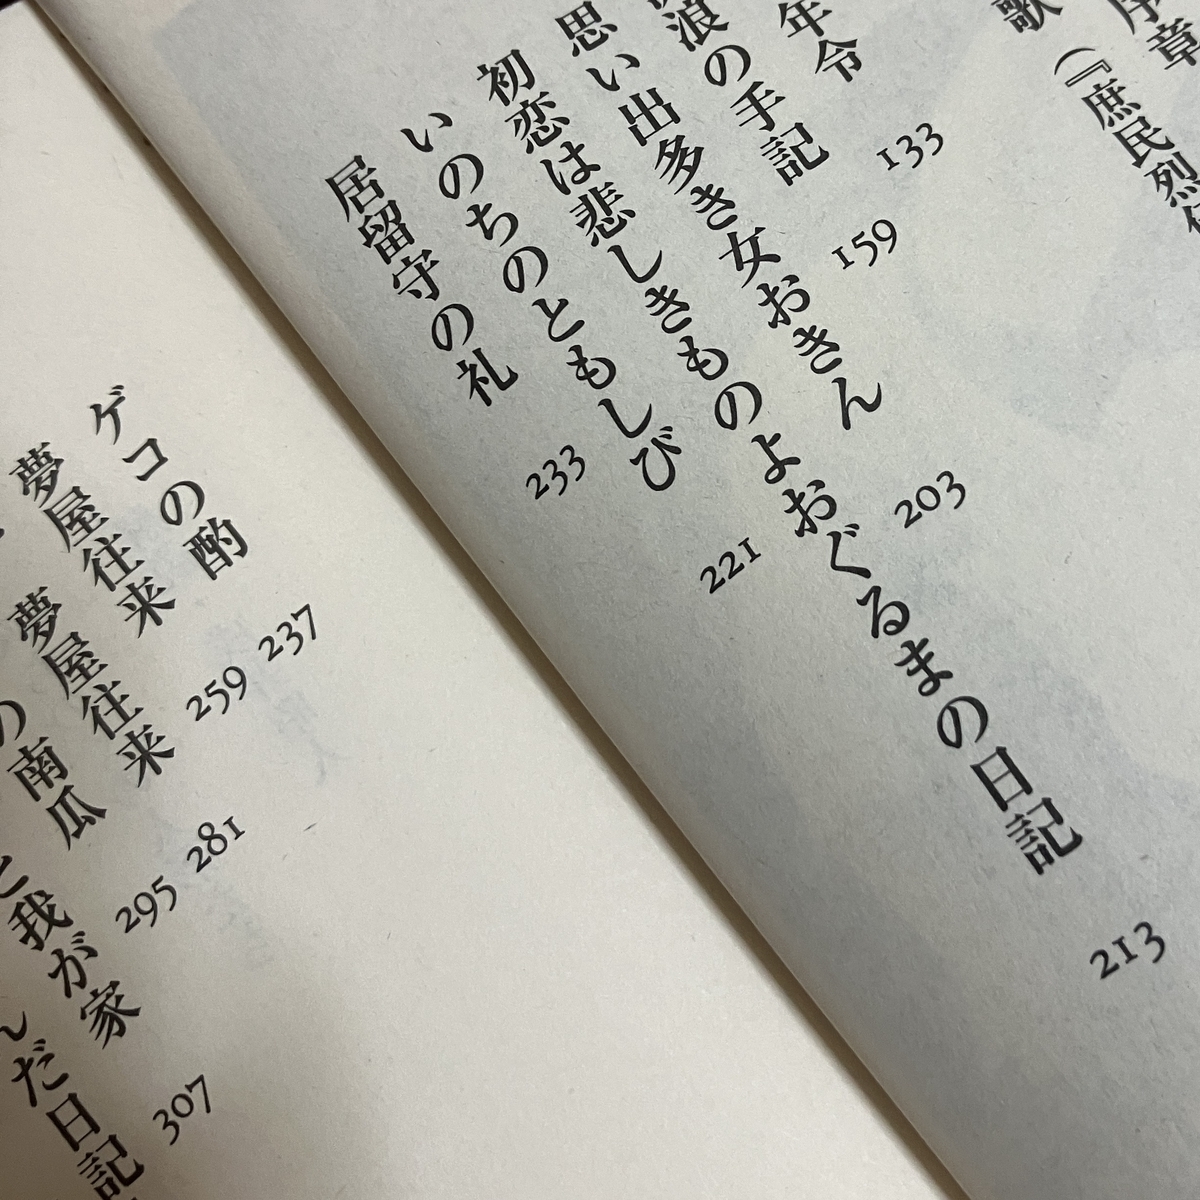 序章
歌(『庶民烈
年令 133
浪の手記 159
思い出多き女おきん 203
初恋は悲しきものよおぐるまの日記 213
いのちのともしび 221
居留守の礼 233
ゲコの酌 237
夢屋往来 夢屋往来 259
の南瓜 281
と我が家 295
んだ日記 307